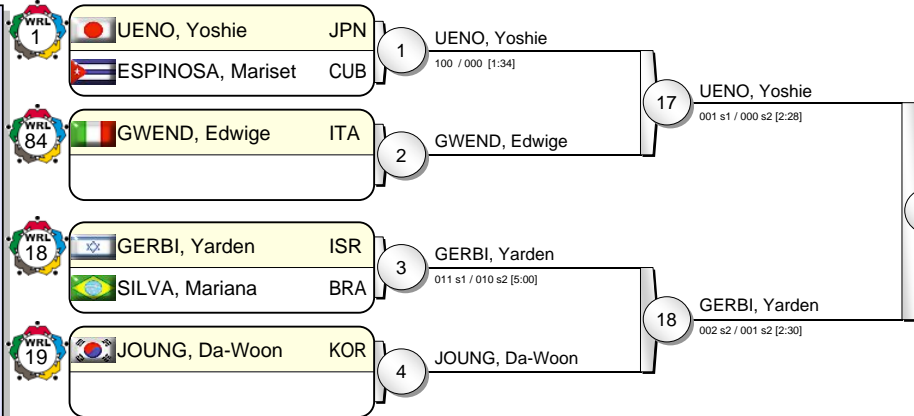 WRL
1
UENO, Yoshie JPN
ESPINOSA, Mariset CUB
1
UENO, Yoshie
100 / 000 [1:34]
17
UENO, Yoshie
001 s1 / 000 s2 [2:28]
WRL
84
GWEND, Edwige ITA
2
GWEND, Edwige
WRL
18
GERBI, Yarden ISR
SILVA, Mariana BRA
3
GERBI, Yarden
011 s1 / 010 s2 [5:00]
18
GERBI, Yarden
002 s2 / 001 s2 [2:30]
WRL
19
JOUNG, Da-Woon KOR
4
JOUNG, Da-Woon